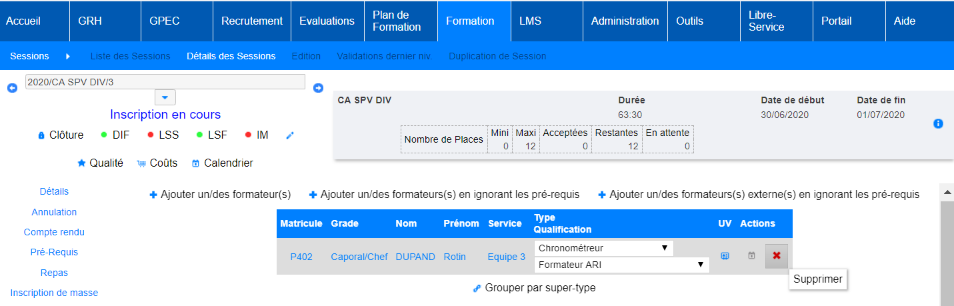 Accueil GRH GPEC Recrutement Evaluations Plan de Formation Formation LMS Administration Outils Libre-Service Portail Aide
Sessions Liste des Sessions Détails des Sessions Edition Validations dernier niv. Duplication de Session
2020/CA SPV DIV/3
Inscription en cours
Clôture DIF LSS LSF IM
Qualité Coûts Calendrier
CA SPV DIV Durée Date de début Date de fin
63:30 30/06/2020 01/07/2020
Nombre de Places Mini Maxi Acceptées Restantes En attente
0 12 0 12 0
Détails
Annulation
Compte rendu
Pré-Requis
Repas
Inscription de masse
Ajouter un/des formateur(s) Ajouter un/des formateurs(s) en ignorant les pré-requis Ajouter un/des formateurs(s) externe(s) en ignorant les pré-requis
Matricule Grade Nom Prénom Service Type Qualification UV Actions
P402 Caporal/Chef DUPAND Rotin Equipe 3 Chronométreur
Formateur ARI
Supprimer
Grouper par super-type